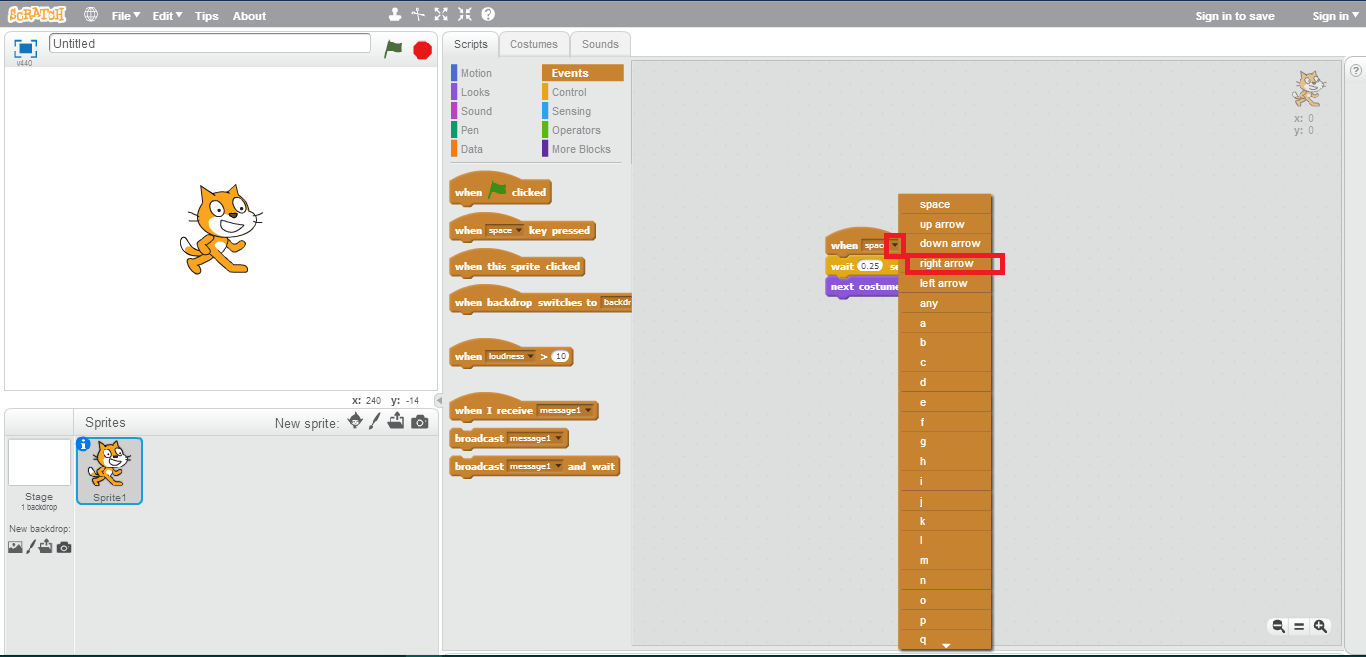 SCRATCH File Edit Tips About Sign in to save Sign in
v440 Untitled
Scripts Costumes Sounds
Motion Events
Looks Control
Sound Sensing
Pen Operators
Data More Blocks
when clicked
when space key pressed
when this sprite clicked
when backdrop switches to
when loudness > 10
when I receive message1
broadcast message1
broadcast message1 and wait
x: 0
y: 0
when spac
wait 0.25
next costume
space
up arrow
down arrow
right arrow
left arrow
any
a
b
c
d
e
f
g
h
i
j
k
l
m
n
o
p
q
x: 240 y: -14
Sprites New sprite:
Sprite1
Stage
1 backdrop
New backdrop: